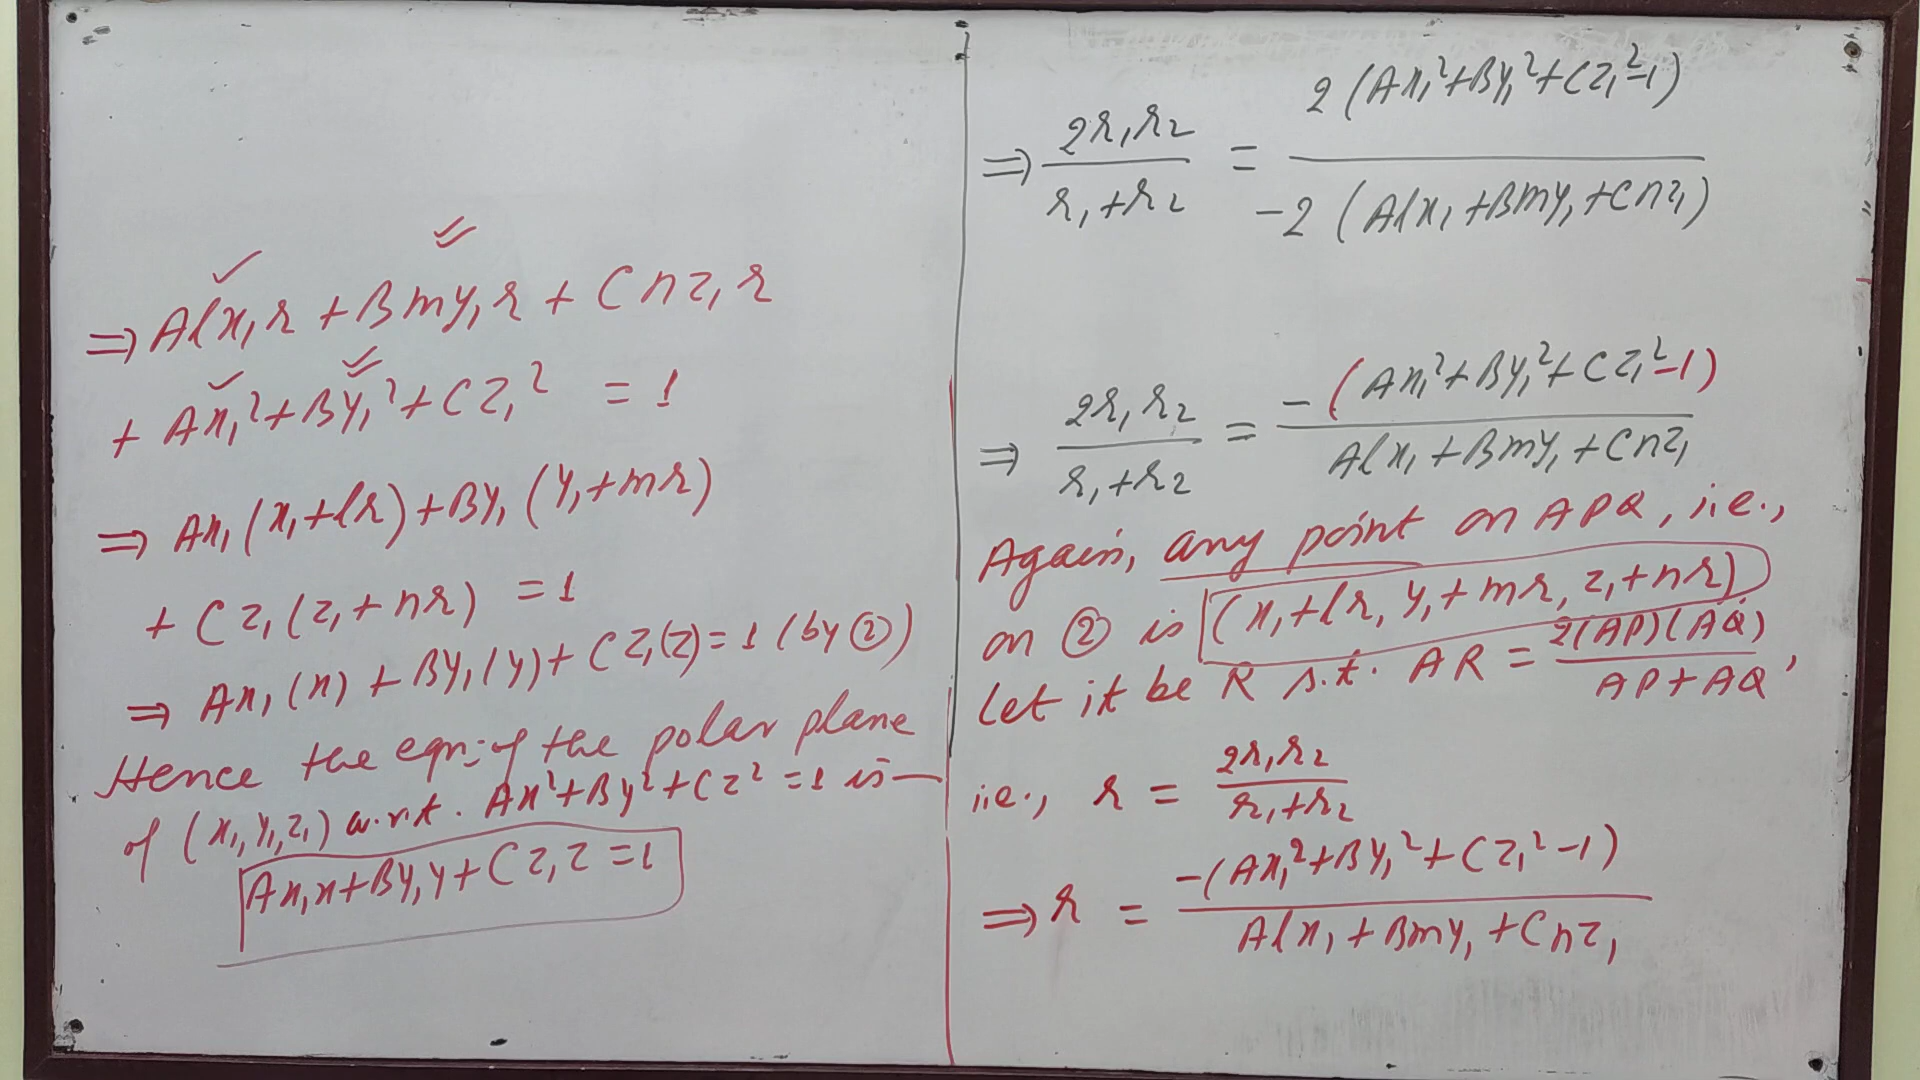 ⇒ Alx₁r + Bmy₁r + Cnz₁r
+ Ax₁² + By₁² + Cz₁² = 1
⇒ Ax₁(x₁+lr) + By₁(y₁+mr)
+ Cz₁(z₁+nr) = 1
⇒ Ax₁(x) + By₁(y) + Cz₁(z) = 1 (by ②)
Hence the eqn: of the polar plane
of (x₁,y₁,z₁) w.r.t. Ax²+By²+Cz² = 1 is —
Ax₁x + By₁y + Cz₁z = 1
⇒ 2r₁r₂/(r₁+r₂) = 2(Ax₁²+By₁²+Cz₁²-1)/-2(Alx₁+Bmy₁+Cnz₁)
⇒ 2r₁r₂/(r₁+r₂) = -(Ax₁²+By₁²+Cz₁²-1)/(Alx₁+Bmy₁+Cnz₁)
Again, any point on APQ, i.e.,
on ② is (x₁+lr, y₁+mr, z₁+nr)
Let it be R s.t. AR = 2(AP)(AQ)/(AP+AQ),
i.e., r = 2r₁r₂/(r₁+r₂)
⇒ r = -(Ax₁²+By₁²+Cz₁²-1)/(Alx₁+Bmy₁+Cnz₁)